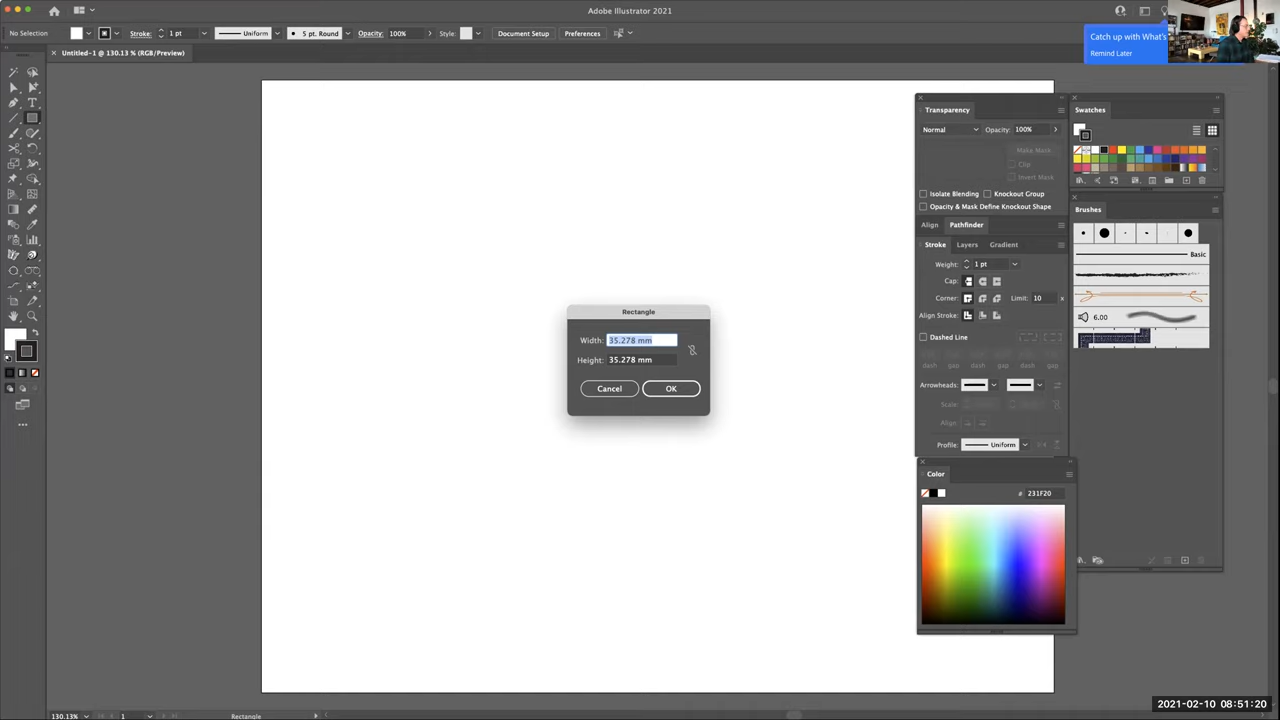 Adobe Illustrator 2021
No Selection
Stroke:
1 pt
Uniform
5 pt. Round
Opacity:
100%
Style:
Document Setup
Preferences
Catch up with What's
Remind Later
Untitled-1 @ 130.13 % (RGB/Preview)
Transparency
Normal
Opacity:
100%
Make Mask
Clip
Invert Mask
Isolate Blending
Knockout Group
Opacity & Mask Define Knockout Shape
Align
Pathfinder
Stroke
Layers
Gradient
Weight:
1 pt
Cap:
Corner:
Limit:
10
x
Align Stroke:
Dashed Line
dash
gap
dash
gap
dash
gap
Arrowheads:
Scale:
Align:
Profile:
Uniform
Swatches
Brushes
Basic
6.00
Color
# 231F20
Rectangle
Width:
35.278 mm
Height:
35.278 mm
Cancel
OK
130.13%
1
Rectangle
2021-02-10 08:51:20